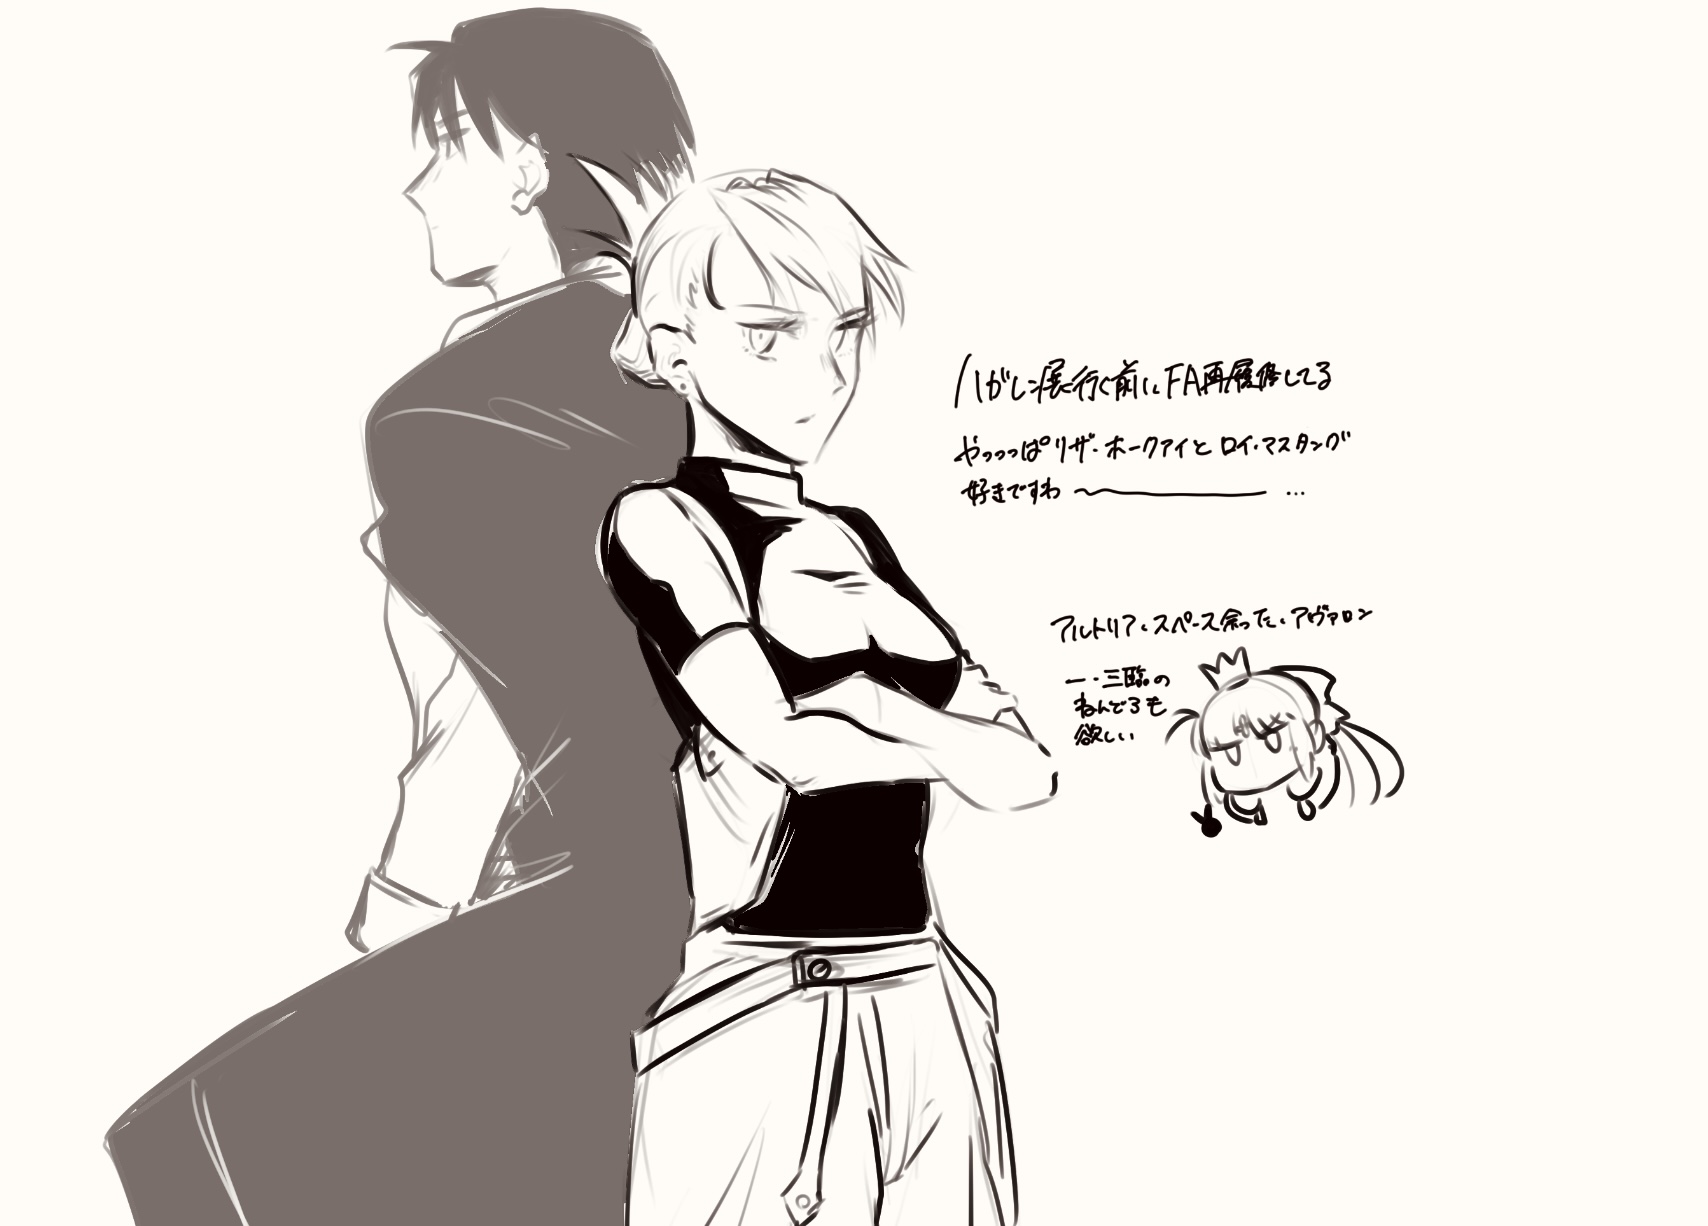 ハガレン展行く前にFA再履修してる
やっっっぱリザ・ホークアイとロイ・マスタング
好きですわ〜―――…
アルトリア・スペース余った・アヴァロン
一・三臨の
ねんどろも
欲しい